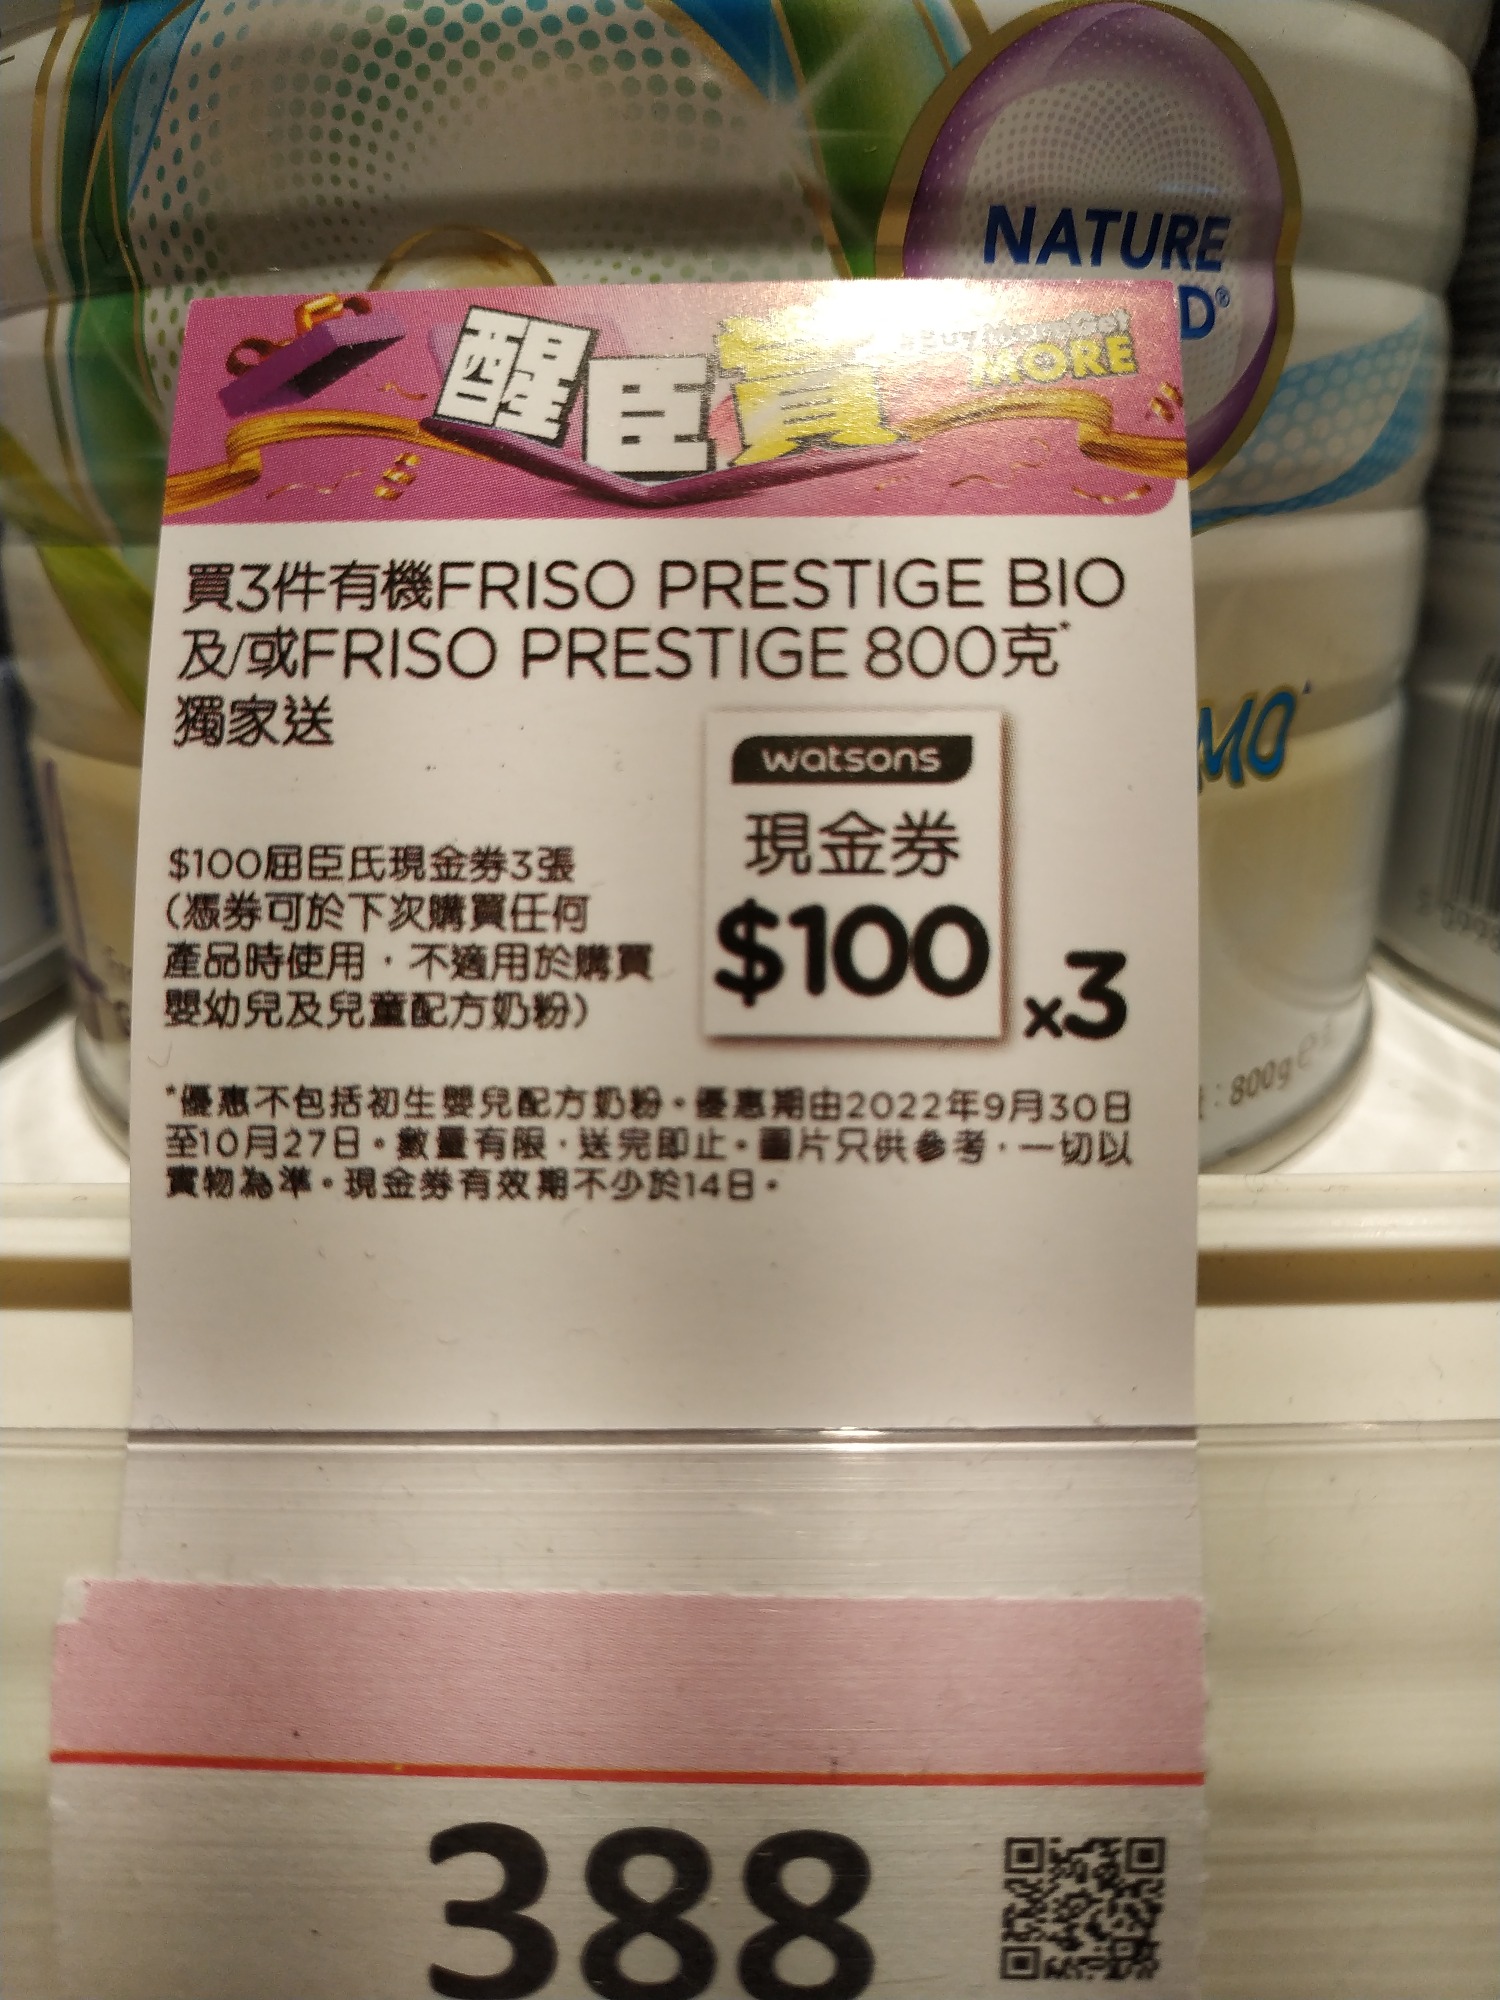 NATURE
D®
醒臣賞
#BuyMoreGet
MORE
買3件有機FRISO PRESTIGE BIO
及/或FRISO PRESTIGE 800克*
獨家送
watsons
現金券
$100
x3
$100屈臣氏現金券3張
(憑券可於下次購買任何
產品時使用，不適用於購買
嬰幼兒及兒童配方奶粉)
*優惠不包括初生嬰兒配方奶粉。優惠期由2022年9月30日
至10月27日。數量有限，送完即止。圖片只供參考，一切以
實物為準。現金券有效期不少於14日。
MO
: 800g e
388